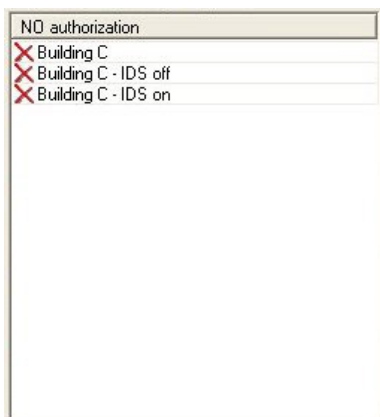 NO authorization
Building C
Building C - IDS off
Building C - IDS on